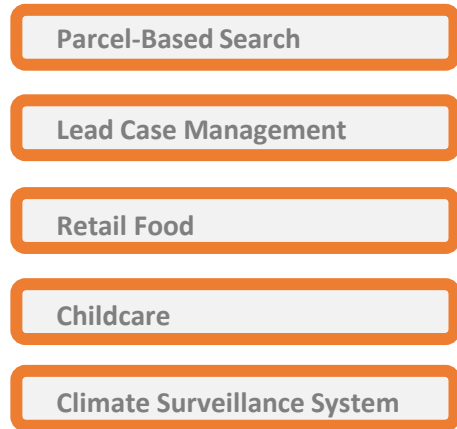 Parcel-Based Search
Lead Case Management
Retail Food
Childcare
Climate Surveillance System